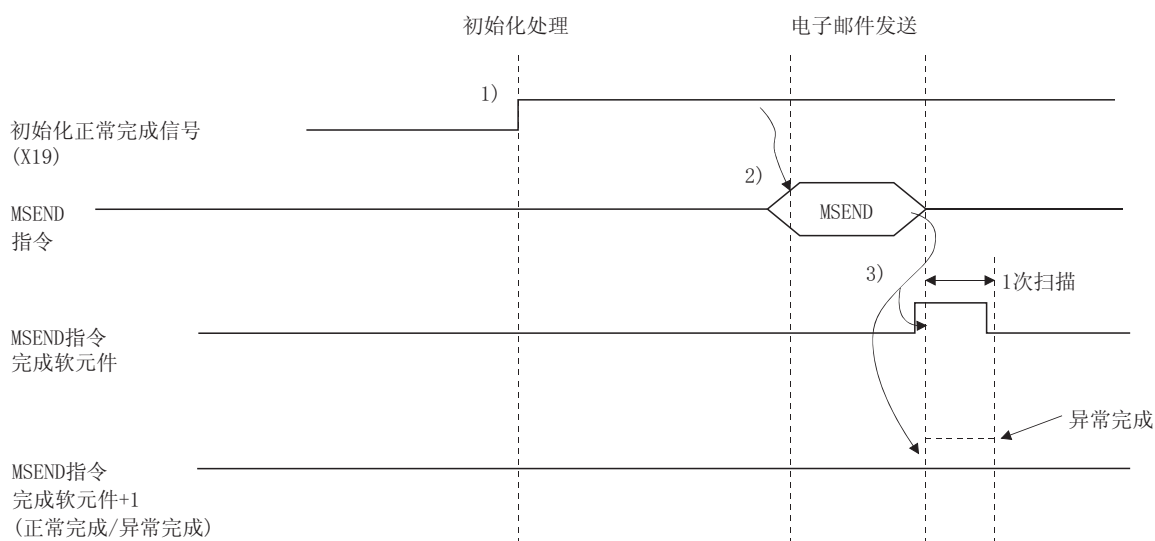 初始化处理
电子邮件发送
1)
初始化正常完成信号
(X19)
2)
MSEND
指令
MSEND
3)
1次扫描
MSEND指令
完成软元件
异常完成
MSEND指令
完成软元件+1
(正常完成/异常完成)